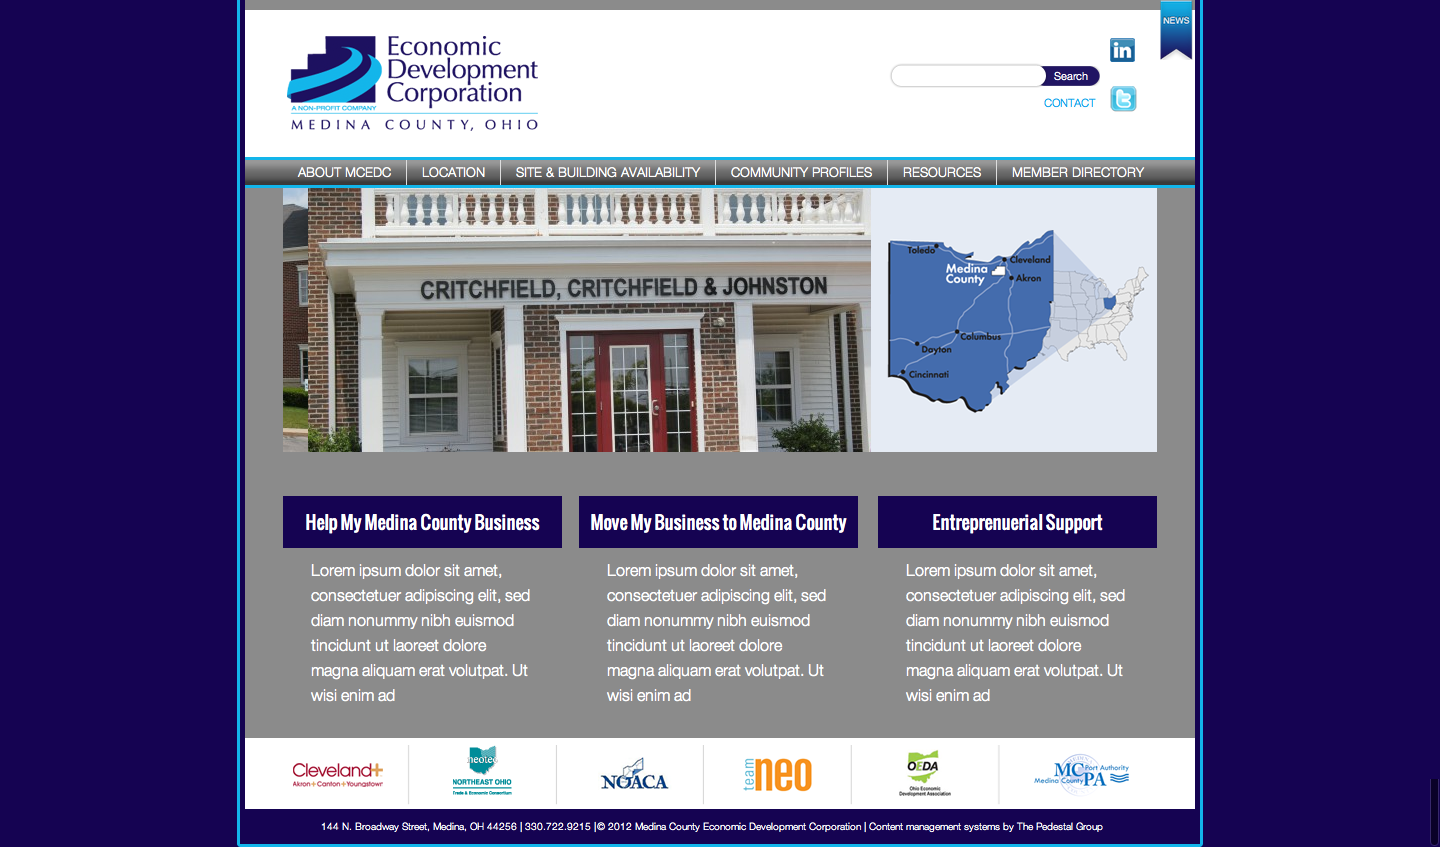 NEWS
Economic
Development
Corporation
A NON-PROFIT COMPANY
MEDINA COUNTY, OHIO
in
Search
t
CONTACT
ABOUT MCEDC
LOCATION
SITE & BUILDING AVAILABILITY
COMMUNITY PROFILES
RESOURCES
MEMBER DIRECTORY
CRITCHFIELD, CRITCHFIELD & JOHNSTON
Toledo
Cleveland
Medina
County
Akron
Columbus
Dayton
Cincinnati
Help My Medina County Business
Move My Business to Medina County
Entreprenuerial Support
Lorem ipsum dolor sit amet,
consectetuer adipiscing elit, sed
diam nonummy nibh euismod
tincidunt ut laoreet dolore
magna aliquam erat volutpat. Ut
wisi enim ad
Lorem ipsum dolor sit amet,
consectetuer adipiscing elit, sed
diam nonummy nibh euismod
tincidunt ut laoreet dolore
magna aliquam erat volutpat. Ut
wisi enim ad
Lorem ipsum dolor sit amet,
consectetuer adipiscing elit, sed
diam nonummy nibh euismod
tincidunt ut laoreet dolore
magna aliquam erat volutpat. Ut
wisi enim ad
Cleveland+
Akron+Canton+Youngstown
neotec
NORTHEAST OHIO
Trade & Economic Consortium
NOACA
team
neo
OEDA
Ohio Economic
Development Association
MC Port Authority
Medina County PA
144 N. Broadway Street, Medina, OH 44256 | 330.722.9215 |© 2012 Medina County Economic Development Corporation | Content management systems by The Pedestal Group